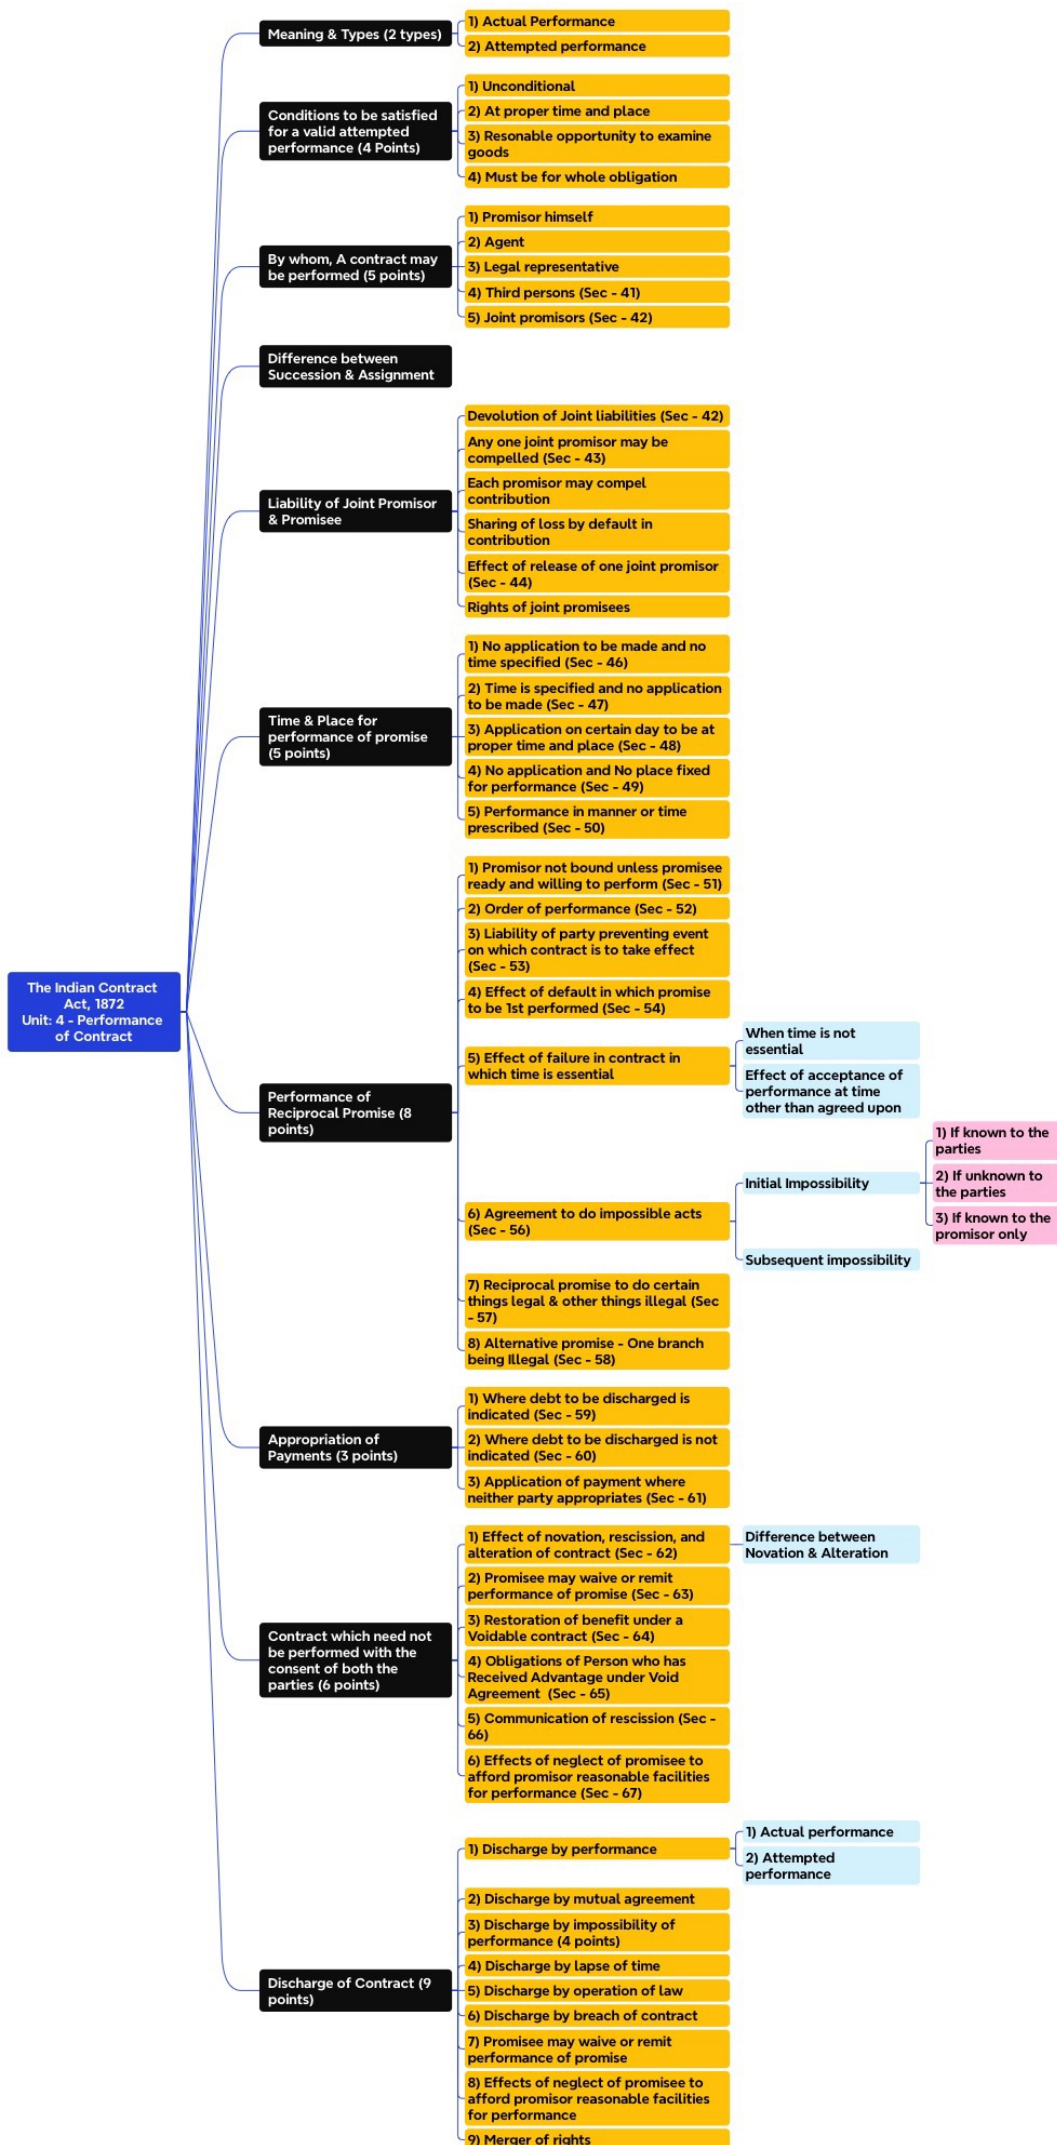 Meaning & Types (2 types)
1) Actual Performance
2) Attempted performance
Conditions to be satisfied
for a valid attempted
performance (4 Points)
1) Unconditional
2) At proper time and place
3) Resonable opportunity to examine
goods
4) Must be for whole obligation
By whom, A contract may
be performed (5 points)
1) Promisor himself
2) Agent
3) Legal representative
4) Third persons (Sec - 41)
5) Joint promisors (Sec - 42)
Difference between
Succession & Assignment
Liability of Joint Promisor
& Promisee
Devolution of Joint liabilities (Sec - 42)
Any one joint promisor may be
compelled (Sec - 43)
Each promisor may compel
contribution
Sharing of loss by default in
contribution
Effect of release of one joint promisor
(Sec - 44)
Rights of joint promisees
Time & Place for
performance of promise
(5 points)
1) No application to be made and no
time specified (Sec - 46)
2) Time is specified and no application
to be made (Sec - 47)
3) Application on certain day to be at
proper time and place (Sec - 48)
4) No application and No place fixed
for performance (Sec - 49)
5) Performance in manner or time
prescribed (Sec - 50)
The Indian Contract
Act, 1872
Unit: 4 - Performance
of Contract
Performance of
Reciprocal Promise (8
points)
1) Promisor not bound unless promisee
ready and willing to perform (Sec - 51)
2) Order of performance (Sec - 52)
3) Liability of party preventing event
on which contract is to take effect
(Sec - 53)
4) Effect of default in which promise
to be 1st performed (Sec - 54)
5) Effect of failure in contract in
which time is essential
When time is not
essential
Effect of acceptance of
performance at time
other than agreed upon
6) Agreement to do impossible acts
(Sec - 56)
Initial Impossibility
1) If known to the
parties
2) If unknown to
the parties
3) If known to the
promisor only
Subsequent impossibility
7) Reciprocal promise to do certain
things legal & other things illegal (Sec
- 57)
8) Alternative promise - One branch
being Illegal (Sec - 58)
Appropriation of
Payments (3 points)
1) Where debt to be discharged is
indicated (Sec - 59)
2) Where debt to be discharged is not
indicated (Sec - 60)
3) Application of payment where
neither party appropriates (Sec - 61)
Contract which need not
be performed with the
consent of both the
parties (6 points)
1) Effect of novation, rescission, and
alteration of contract (Sec - 62)
Difference between
Novation & Alteration
2) Promisee may waive or remit
performance of promise (Sec - 63)
3) Restoration of benefit under a
Voidable contract (Sec - 64)
4) Obligations of Person who has
Received Advantage under Void
Agreement (Sec - 65)
5) Communication of rescission (Sec -
66)
6) Effects of neglect of promisee to
afford promisor reasonable facilities
for performance (Sec - 67)
Discharge of Contract (9
points)
1) Discharge by performance
1) Actual performance
2) Attempted
performance
2) Discharge by mutual agreement
3) Discharge by impossibility of
performance (4 points)
4) Discharge by lapse of time
5) Discharge by operation of law
6) Discharge by breach of contract
7) Promisee may waive or remit
performance of promise
8) Effects of neglect of promisee to
afford promisor reasonable facilities
for performance
9) Merger of rights